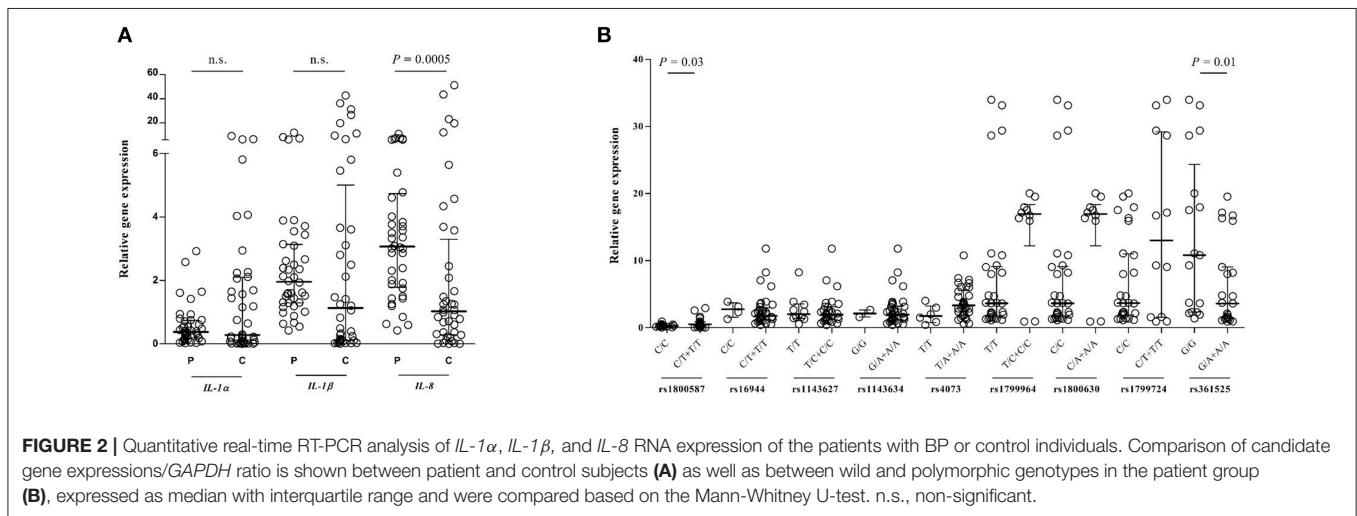 A
n.s.
n.s.
P = 0.0005
Relative gene expression
60
40
20
6
4
2
0
P
C
P
C
P
C
IL-1α
IL-1β
IL-8
B
P = 0.03
P = 0.01
Relative gene expression
40
30
20
10
0
C/C
C/T+T/T
C/C
C/T+T/T
T/T
T/C+C/C
G/G
G/A+A/A
T/T
T/A+A/A
T/T
T/C+C/C
C/C
C/A+A/A
C/C
C/T+T/T
G/G
G/A+A/A
rs1800587
rs16944
rs1143627
rs1143634
rs4073
rs1799964
rs1800630
rs1799724
rs361525
FIGURE 2 | Quantitative real-time RT-PCR analysis of IL-1α, IL-1β, and IL-8 RNA expression of the patients with BP or control individuals. Comparison of candidate
gene expressions/GAPDH ratio is shown between patient and control subjects (A) as well as between wild and polymorphic genotypes in the patient group
(B), expressed as median with interquartile range and were compared based on the Mann-Whitney U-test. n.s., non-significant.